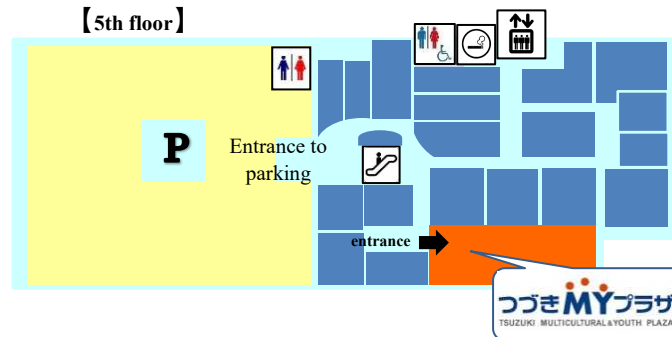 【5th floor】
P
Entrance to
parking
entrance
つづきMYプラザ
TSUZUKI MULTICULTURAL & YOUTH PLAZA